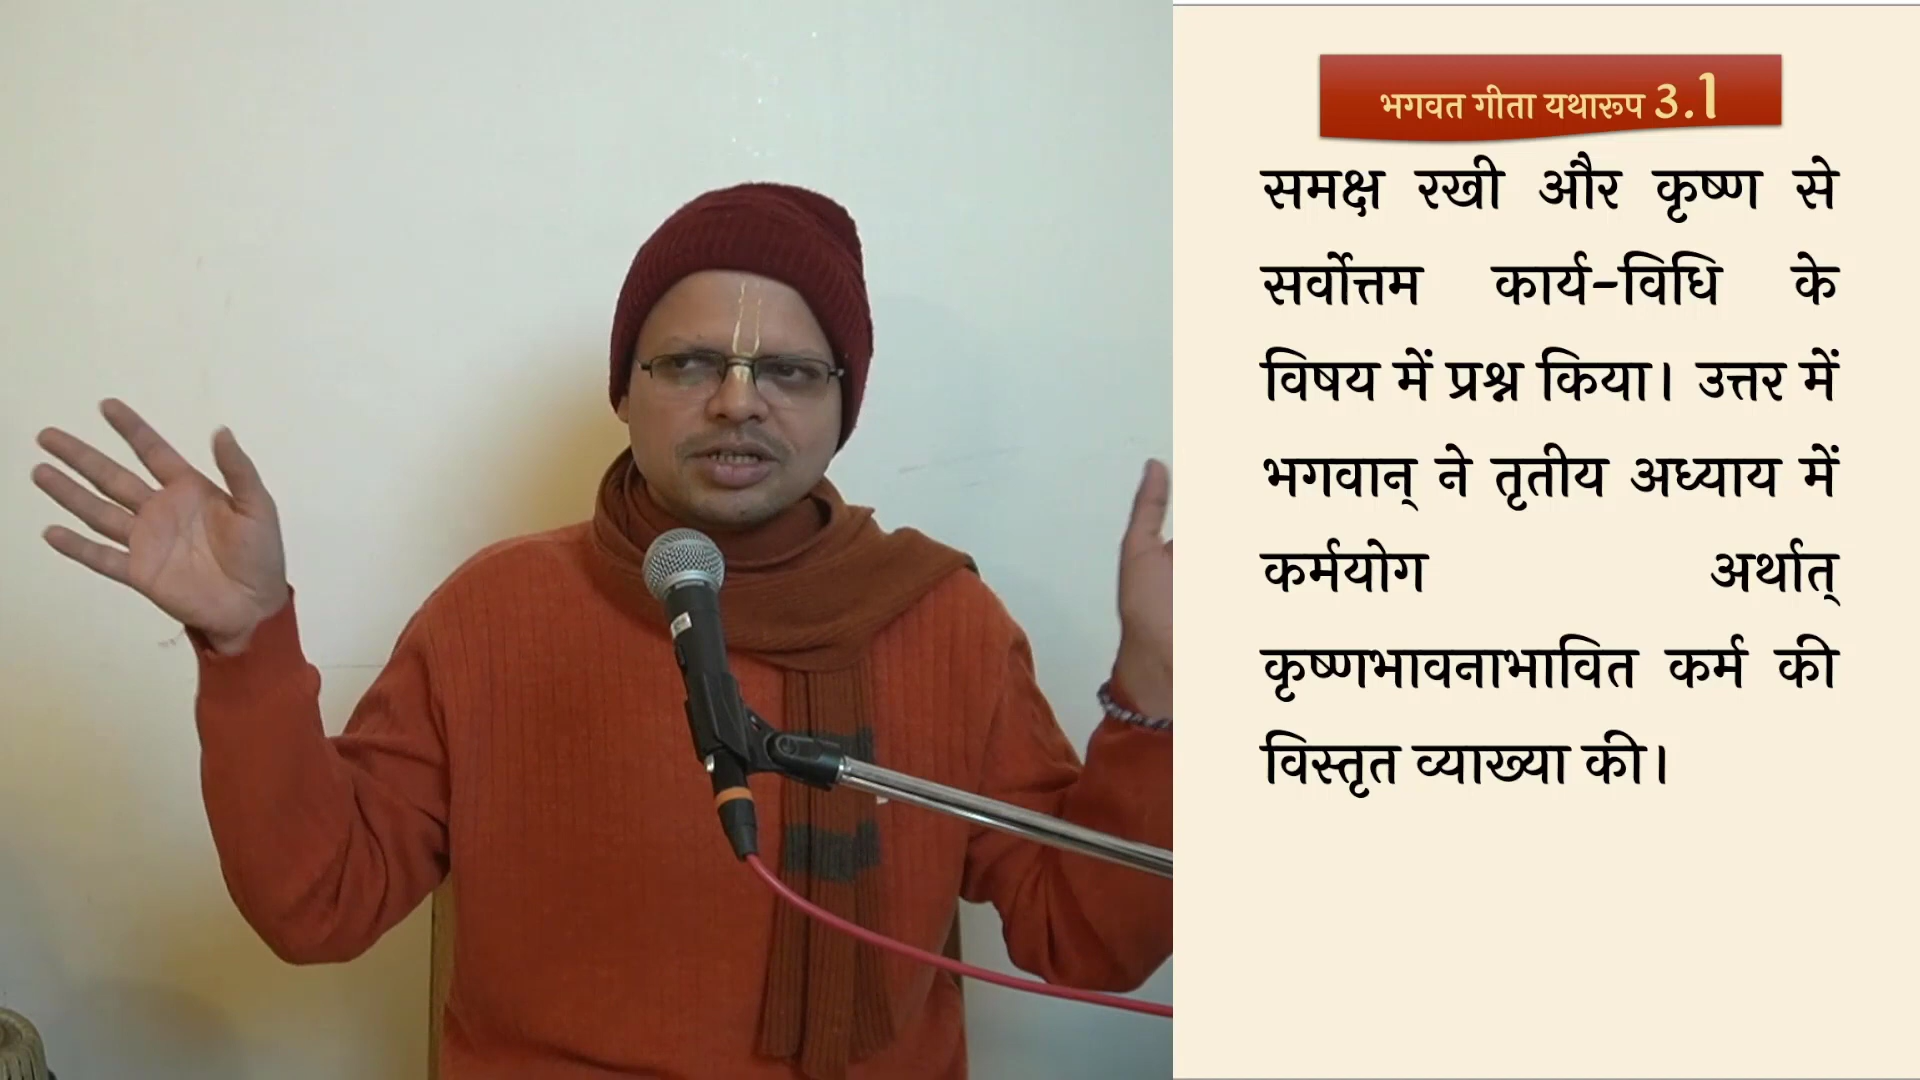 भगवत गीता यथारूप 3.1
समक्ष रखी और कृष्ण से
सर्वोत्तम कार्य-विधि के
विषय में प्रश्न किया। उत्तर में
भगवान् ने तृतीय अध्याय में
कर्मयोग अर्थात्
कृष्णभावनाभावित कर्म की
विस्तृत व्याख्या की।